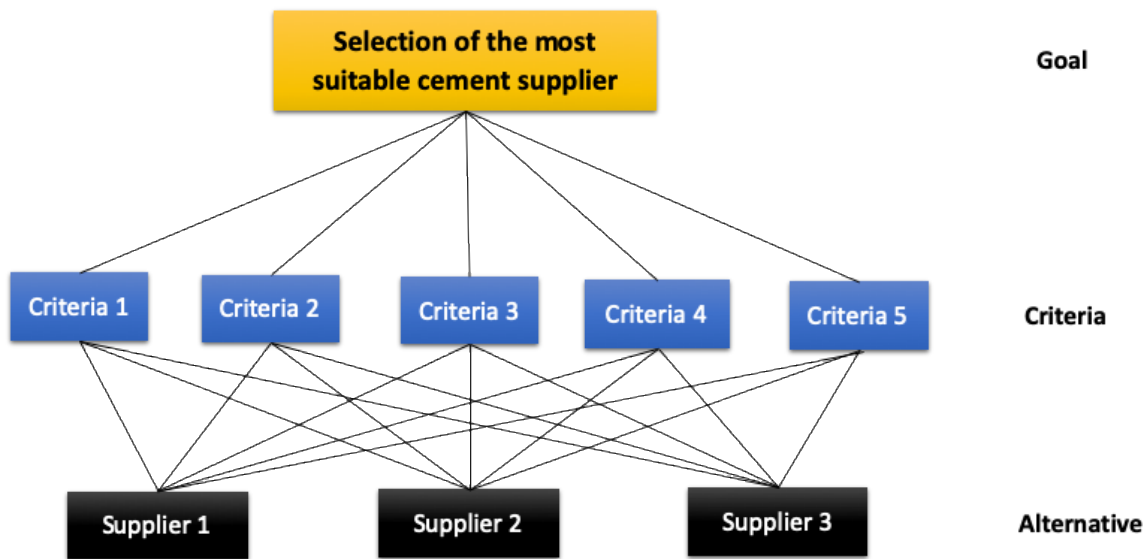 Selection of the most
suitable cement supplier
Goal
Criteria 1
Criteria 2
Criteria 3
Criteria 4
Criteria 5
Criteria
Supplier 1
Supplier 2
Supplier 3
Alternative